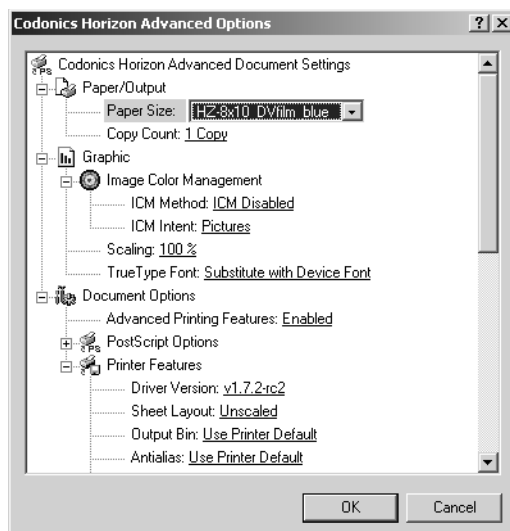 Codonics Horizon Advanced Options
Codonics Horizon Advanced Document Settings
Paper/Output
Paper Size: HZ-8x10_DVfilm_blue
Copy Count: 1 Copy
Graphic
Image Color Management
ICM Method: ICM Disabled
ICM Intent: Pictures
Scaling: 100 %
TrueType Font: Substitute with Device Font
Document Options
Advanced Printing Features: Enabled
PostScript Options
Printer Features
Driver Version: v1.7.2-rc2
Sheet Layout: Unscaled
Output Bin: Use Printer Default
Antialias: Use Printer Default
OK Cancel